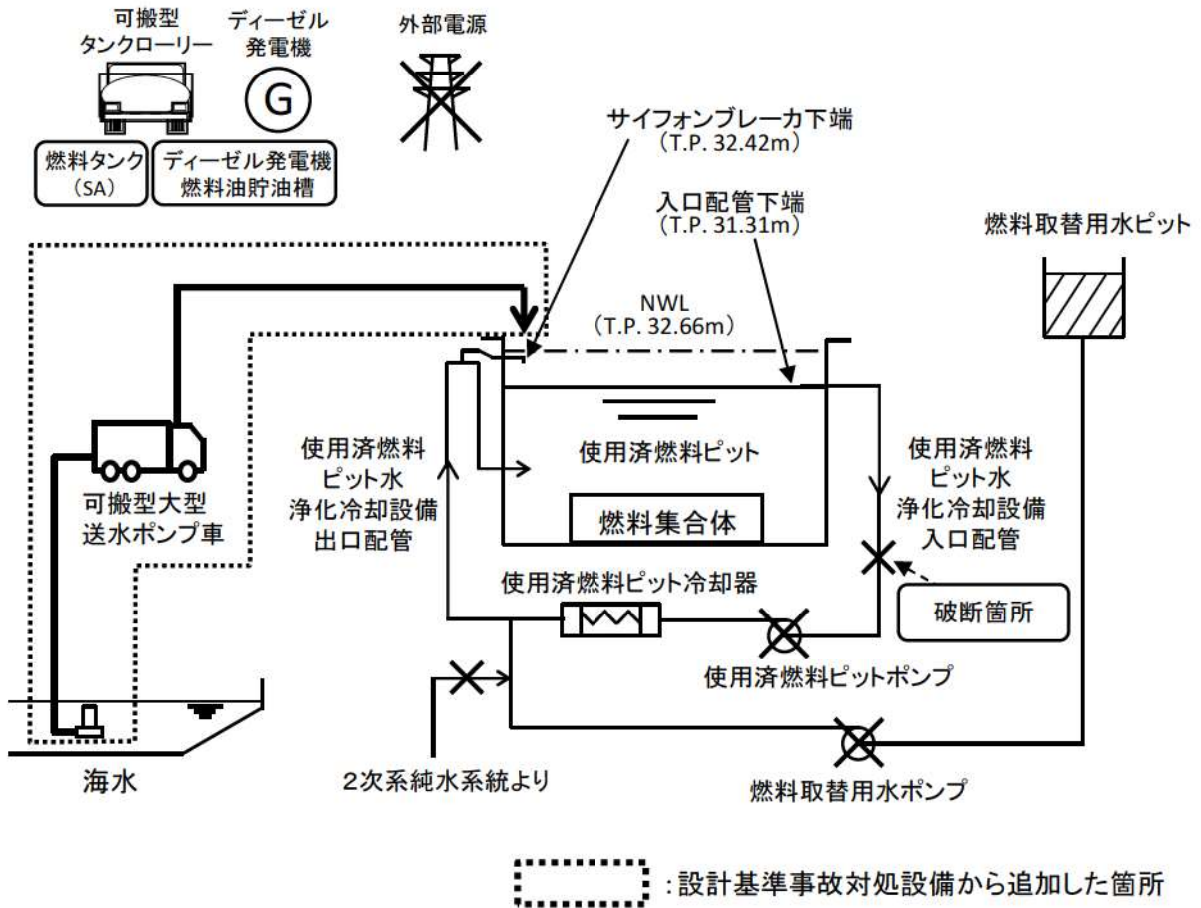 可搬型
タンクローリー
ディーゼル
発電機
外部電源
G
燃料タンク
（SA）
ディーゼル発電機
燃料油貯油槽
サイフォンブレーカ下端
（T.P. 32.42m）
入口配管下端
（T.P. 31.31m）
燃料取替用水ピット
NWL
（T.P. 32.66m）
可搬型大型
送水ポンプ車
使用済燃料
ピット水
浄化冷却設備
出口配管
使用済燃料ピット
燃料集合体
使用済燃料
ピット水
浄化冷却設備
入口配管
破断箇所
使用済燃料ピット冷却器
使用済燃料ピットポンプ
海水
２次系純水系統より
燃料取替用水ポンプ
：設計基準事故対処設備から追加した箇所